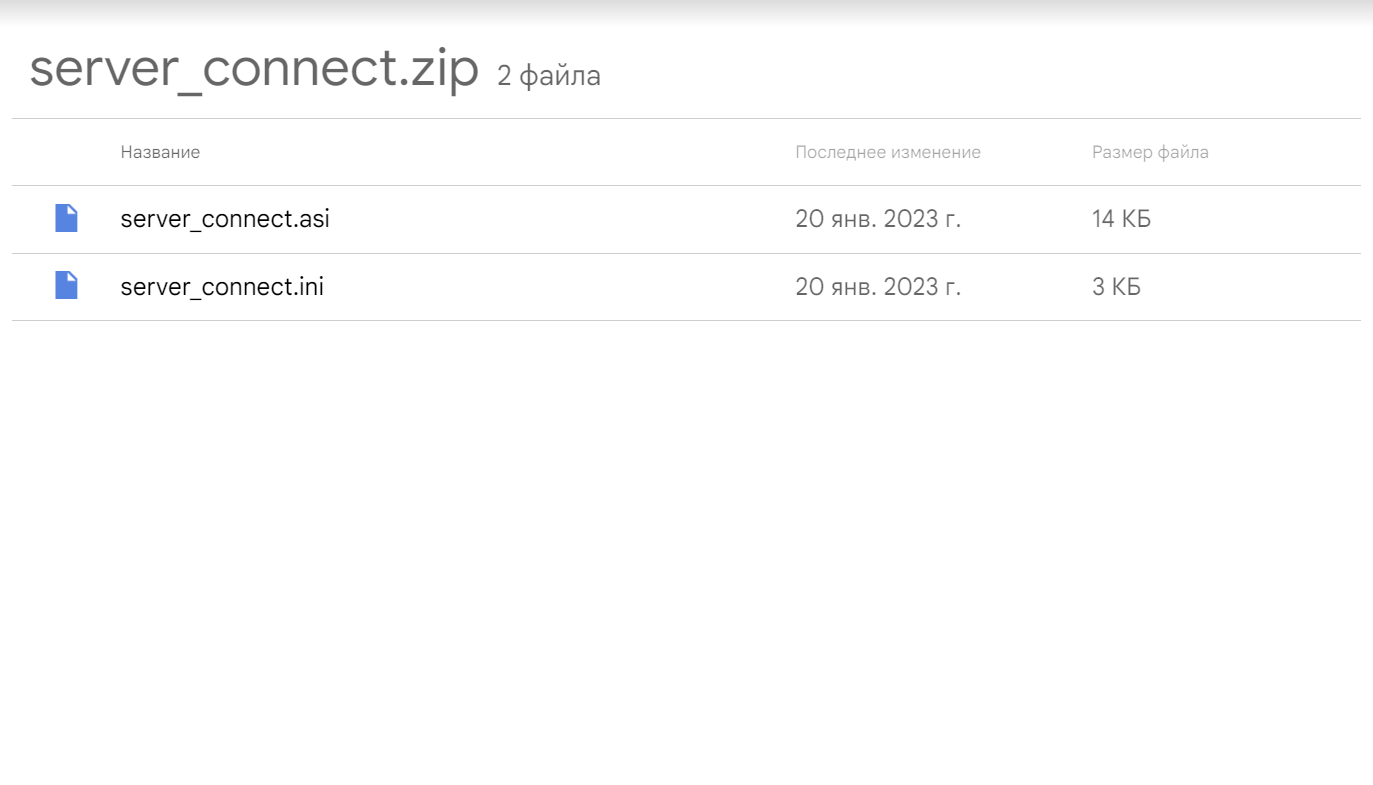 server_connect.zip 2 файла
Название Последнее изменение Размер файла
server_connect.asi 20 янв. 2023 г. 14 КБ
server_connect.ini 20 янв. 2023 г. 3 КБ